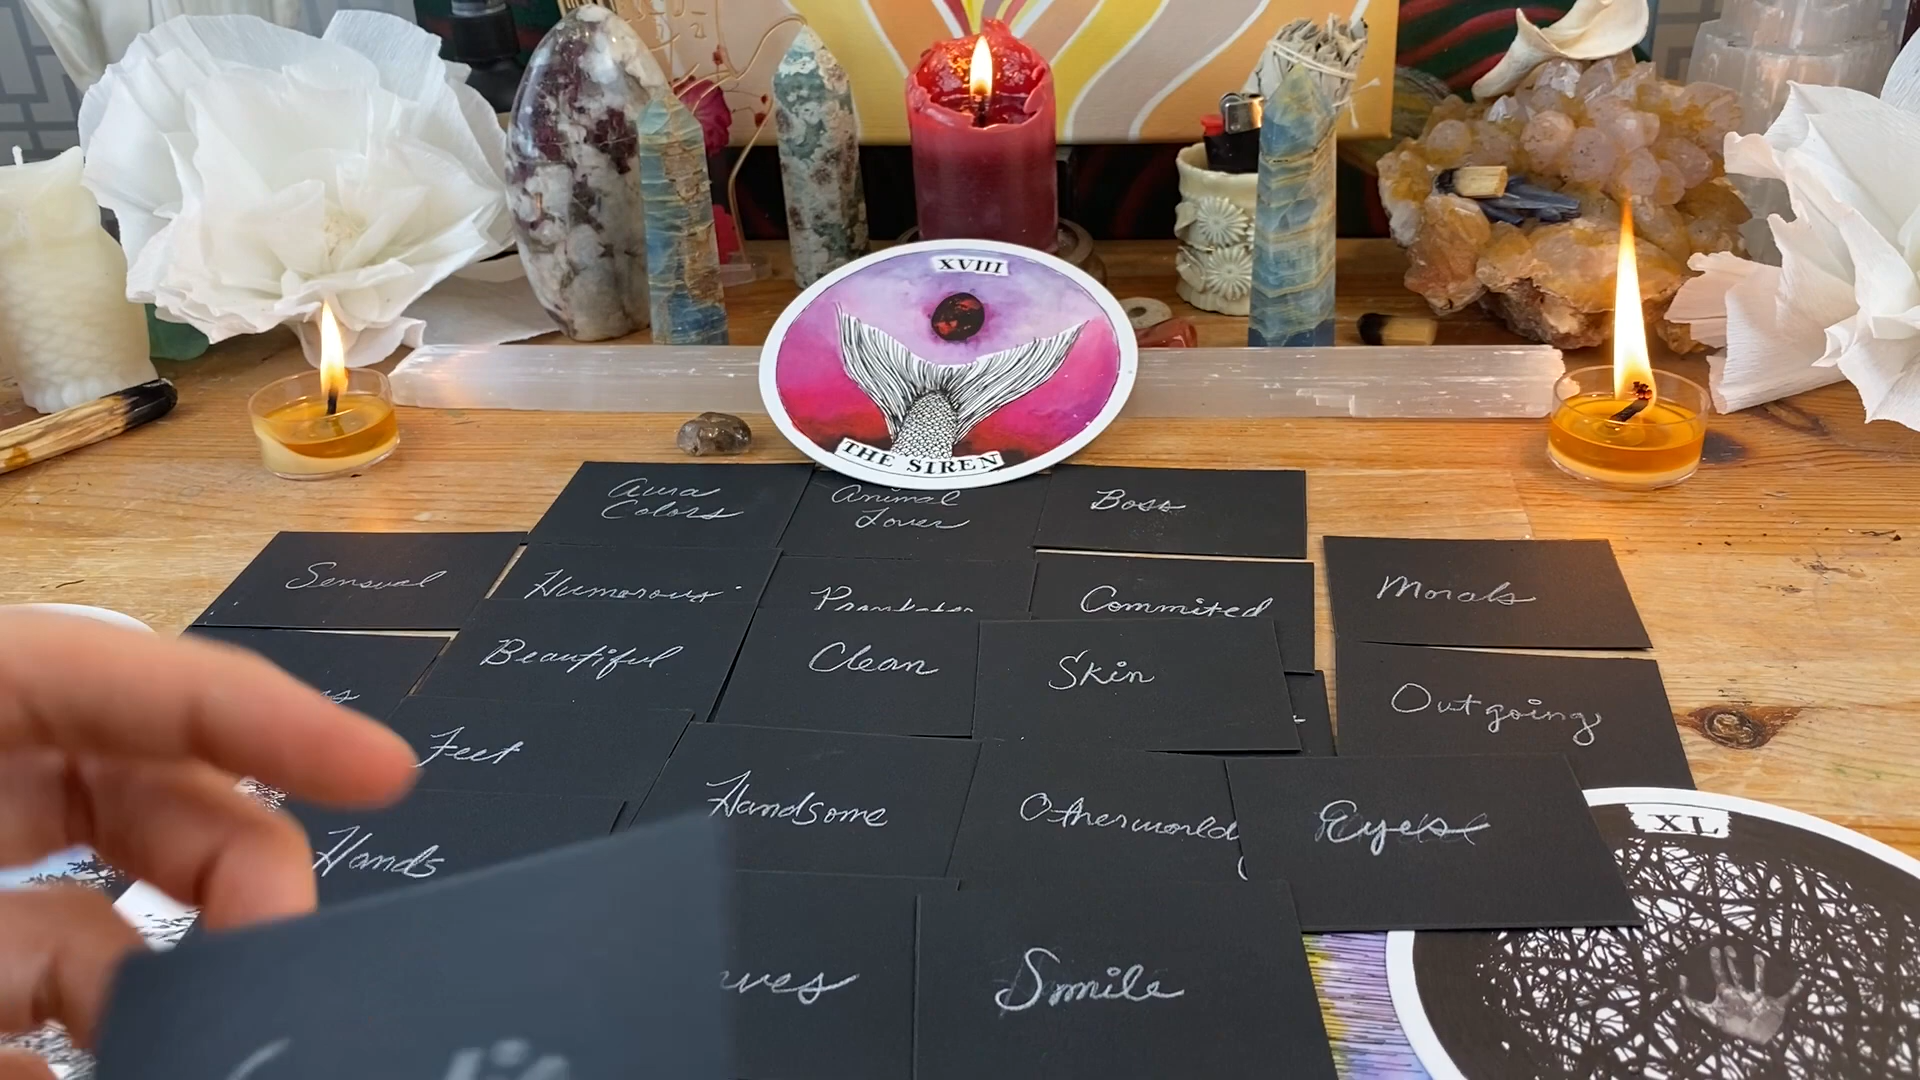 XVIII
THE SIREN
Aura
Colors
Animal
Lover
Boss
Sensual
Humorous
Prankster
Commited
Morals
Beautiful
Clean
Skin
Outgoing
Feet
Handsome
Otherworld
Eyes
XL
Hands
Smile